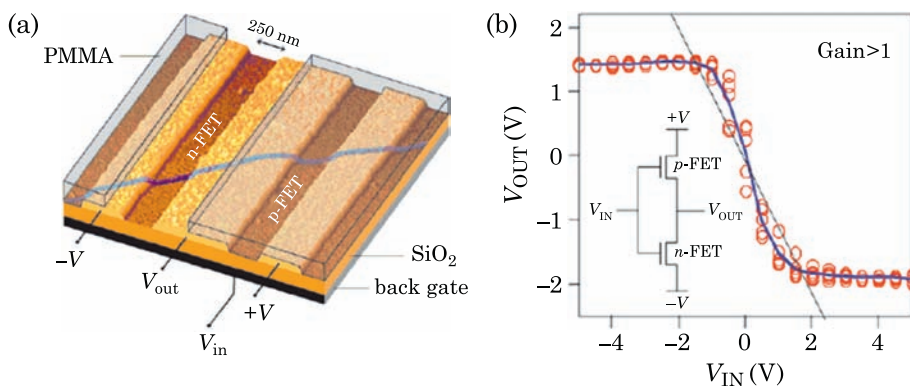 (a)
PMMA
250 nm
n-FET
p-FET
SiO₂
back gate
−V
Vout
+V
Vin
(b)
Gain>1
VOUT (V)
2
1
0
−1
−2
+V
p-FET
VIN
VOUT
n-FET
−V
−4 −2 0 2 4
VIN (V)